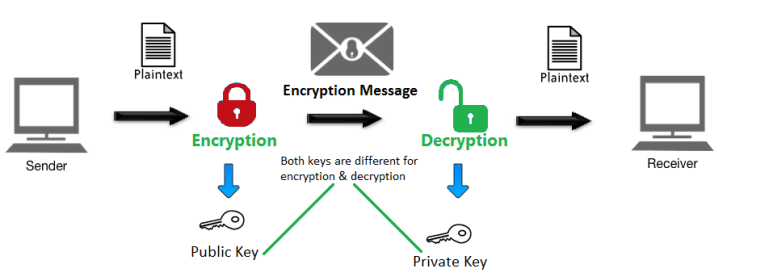 Plaintext
Plaintext
Encryption Message
Encryption
Decryption
Sender
Receiver
Both keys are different for
encryption & decryption
Public Key
Private Key